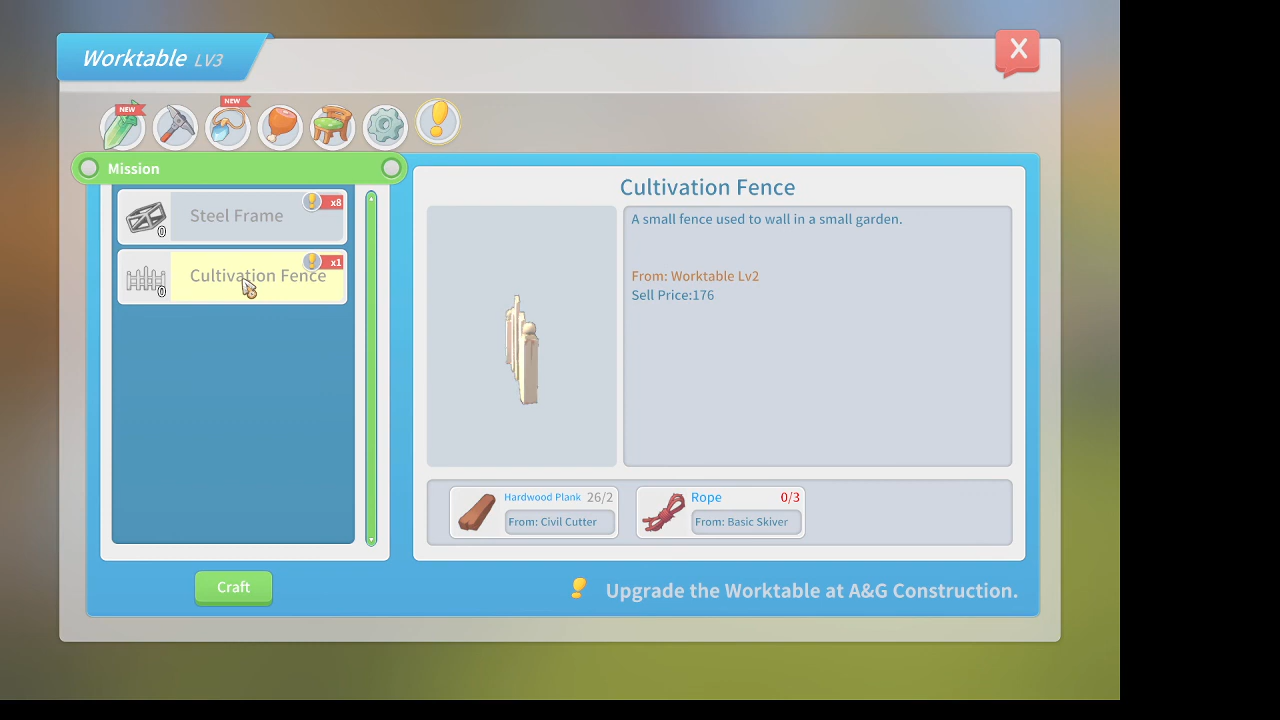 Worktable LV3
X
NEW
NEW
Mission
Steel Frame
x8
0
Cultivation Fence
x1
0
Cultivation Fence
A small fence used to wall in a small garden.
From: Worktable Lv2
Sell Price:176
Hardwood Plank 26/2
From: Civil Cutter
Rope 0/3
From: Basic Skiver
Craft
Upgrade the Worktable at A&G Construction.